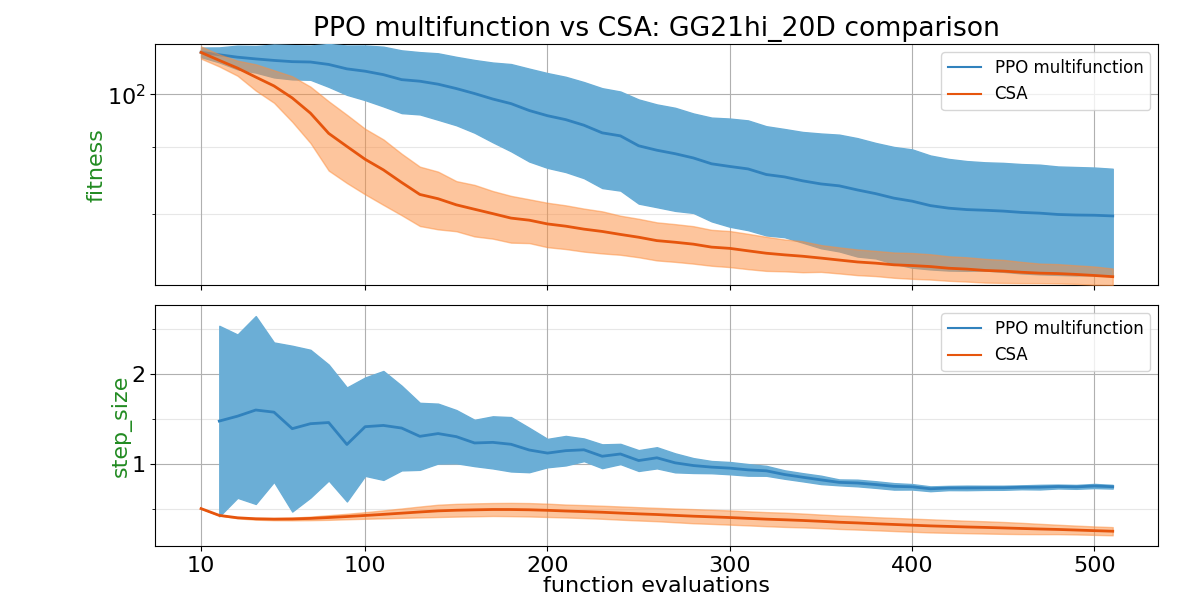 PPO multifunction vs CSA: GG21hi_20D comparison
10²
fitness
PPO multifunction
CSA
2
1
step_size
PPO multifunction
CSA
10
100
200
300
400
500
function evaluations